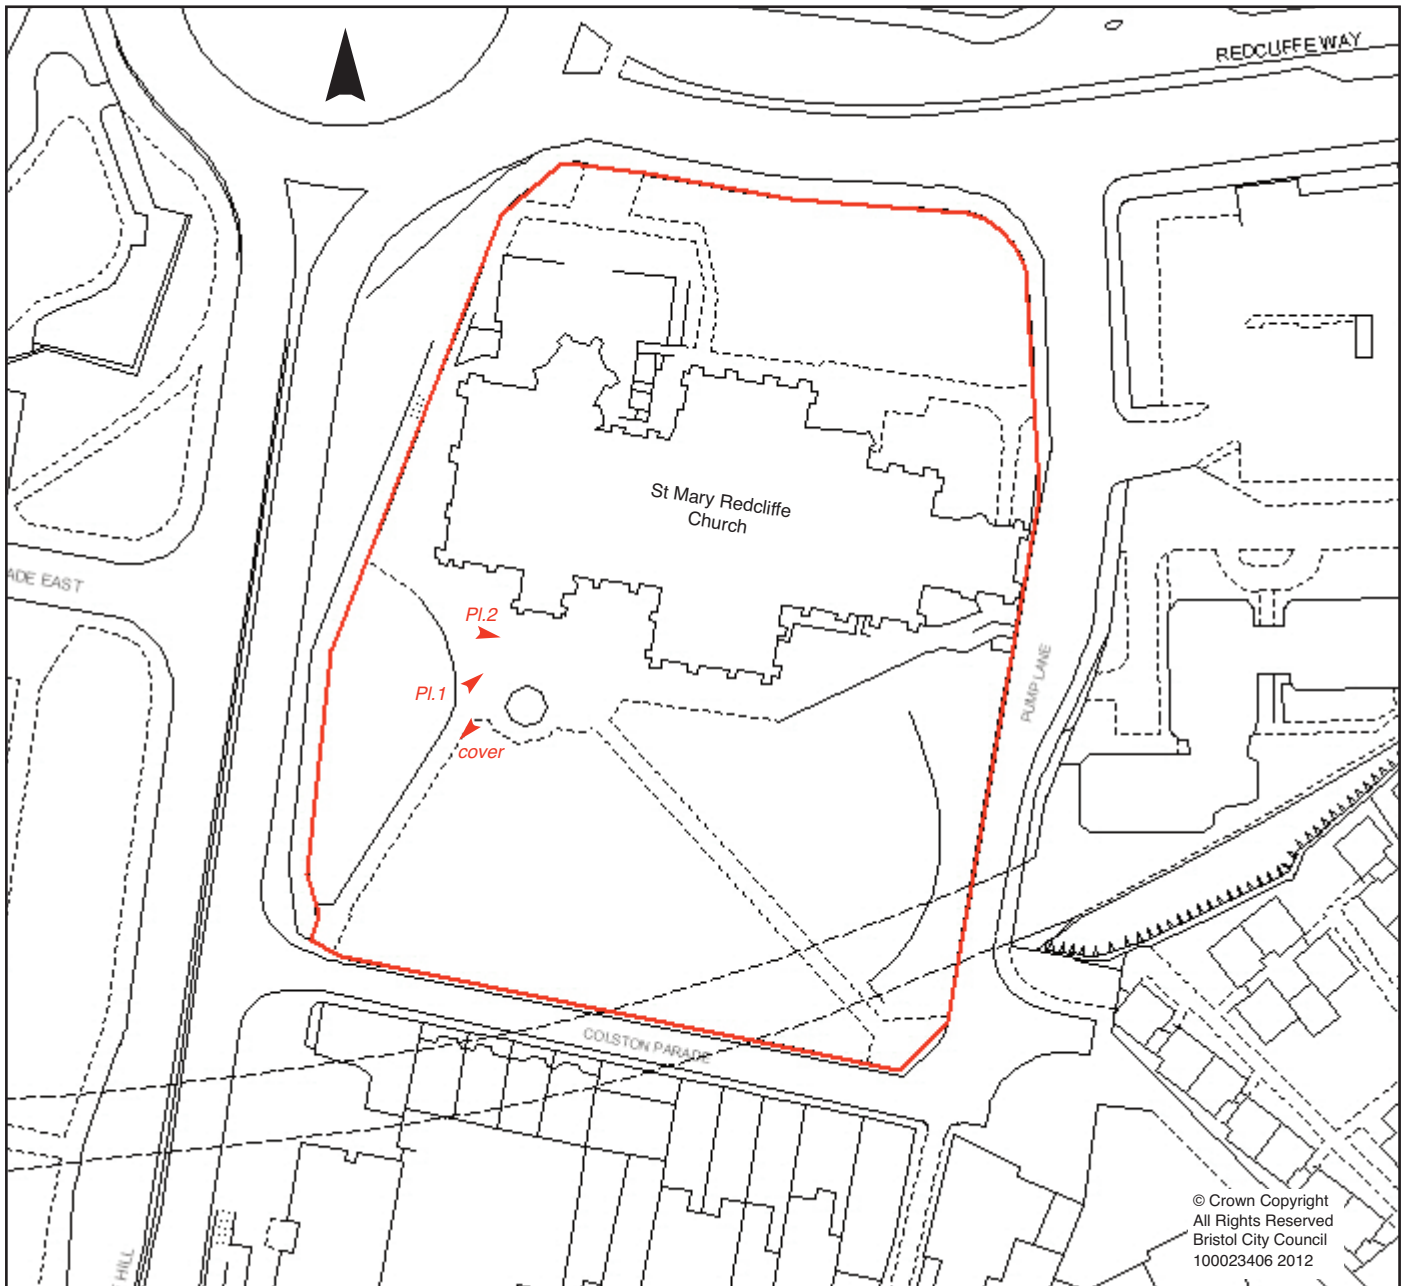 REDCLIFFE WAY
St Mary Redcliffe
Church
ADE EAST
Pl.2
Pl.1
cover
PUMP LANE
COLSTON PARADE
HILL
© Crown Copyright
All Rights Reserved
Bristol City Council
100023406 2012